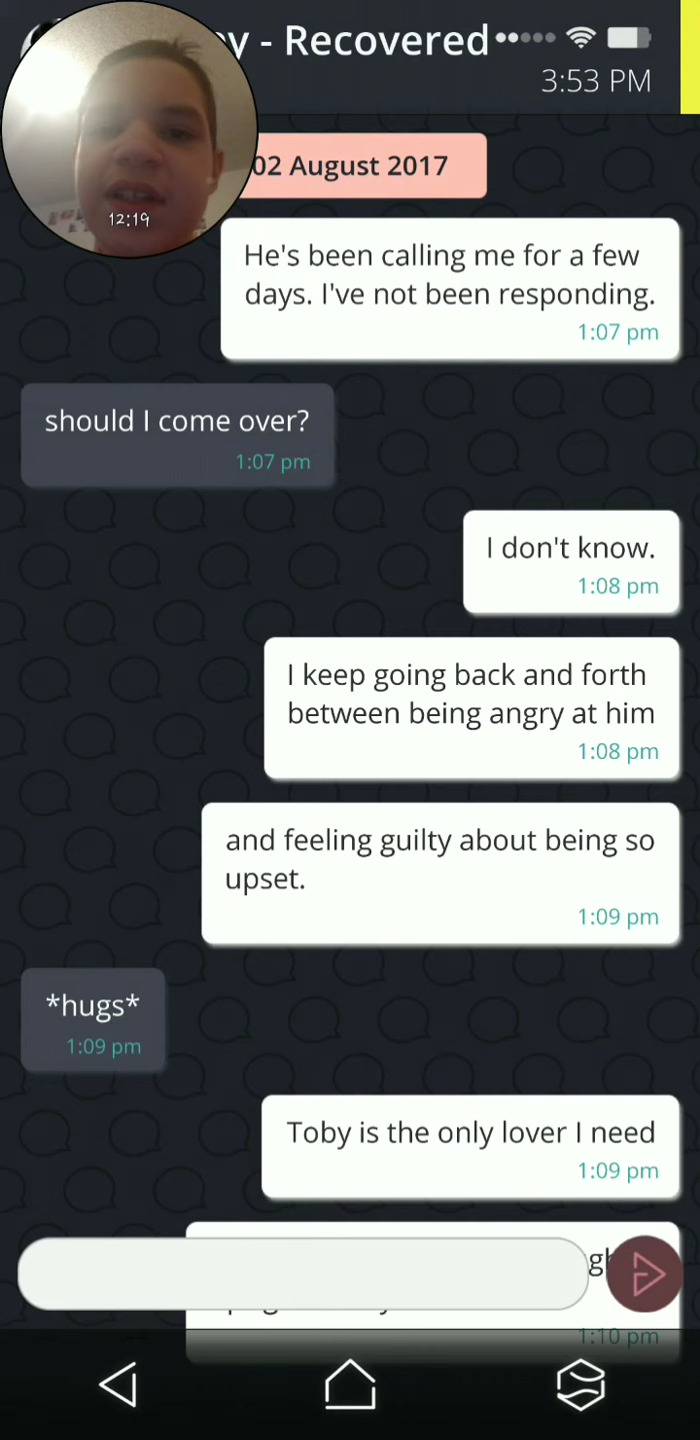 - Recovered
3:53 PM
12:19
02 August 2017
He's been calling me for a few
days. I've not been responding.
1:07 pm
should I come over?
1:07 pm
I don't know.
1:08 pm
I keep going back and forth
between being angry at him
1:08 pm
and feeling guilty about being so
upset.
1:09 pm
*hugs*
1:09 pm
Toby is the only lover I need
1:09 pm
1:10 pm